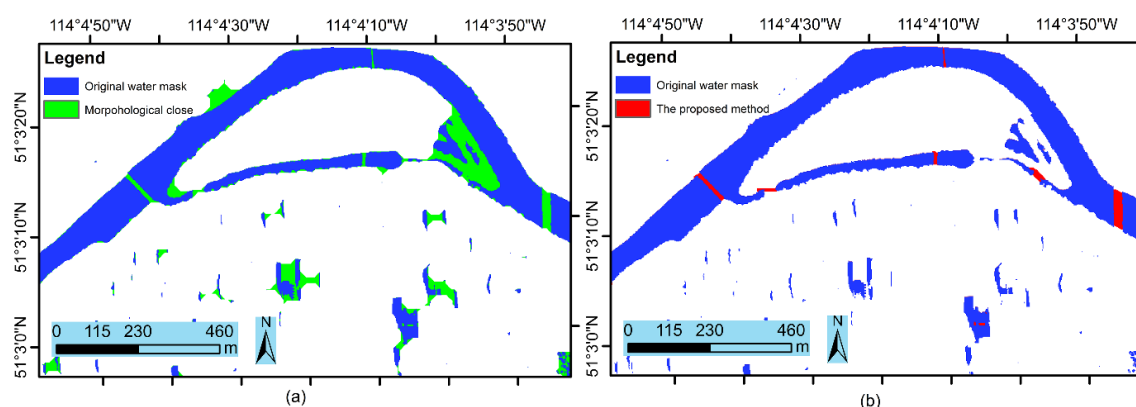 114°4'50"W 114°4'30"W 114°4'10"W 114°3'50"W
51°3'20"N
51°3'10"N
51°3'0"N
Legend
Original water mask
Morpohological close
0 115 230 460
m
N
(a)
114°4'50"W 114°4'30"W 114°4'10"W 114°3'50"W
51°3'20"N
51°3'10"N
51°3'0"N
Legend
Original water mask
The proposed method
0 115 230 460
m
N
(b)